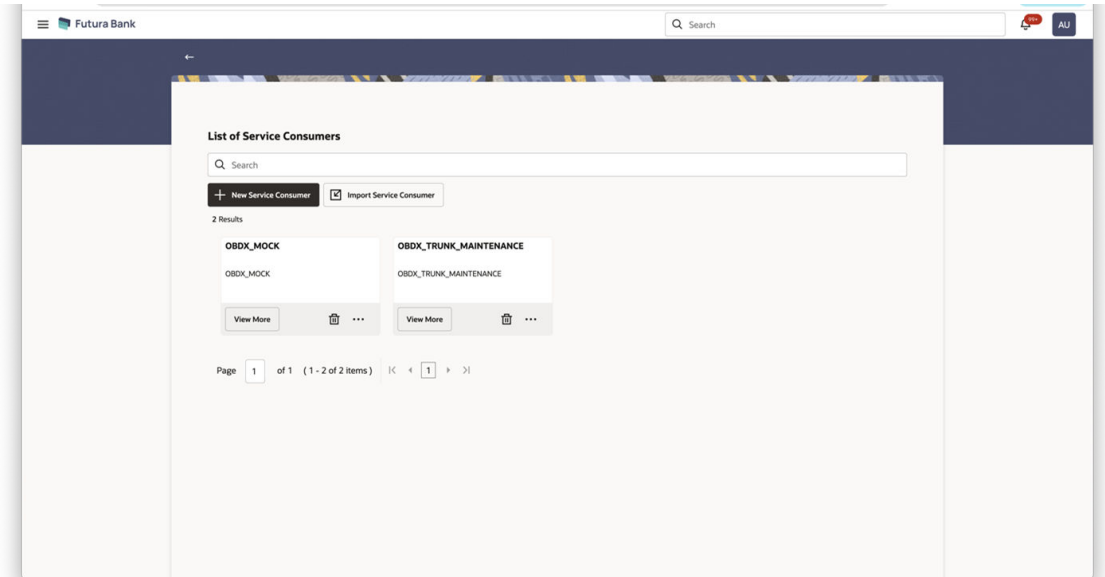 Futura Bank
Search
99+
AU
List of Service Consumers
Search
New Service Consumer
Import Service Consumer
2 Results
OBDX_MOCK
OBDX_TRUNK_MAINTENANCE
OBDX_MOCK
OBDX_TRUNK_MAINTENANCE
View More
View More
Page 1 of 1 ( 1 - 2 of 2 items ) 1